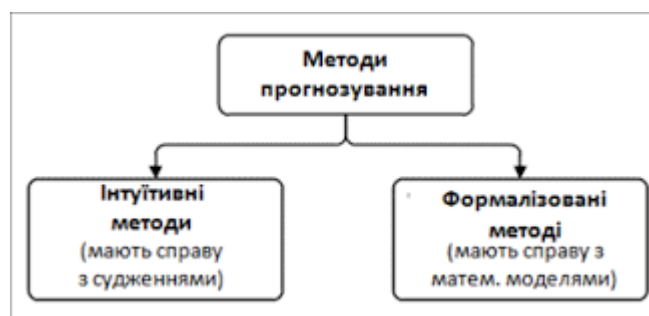 Методи
прогнозування
Інтуїтивні
методи
(мають справу
з судженнями)
Формалізовані
методі
(мають справу з
матем. моделями)